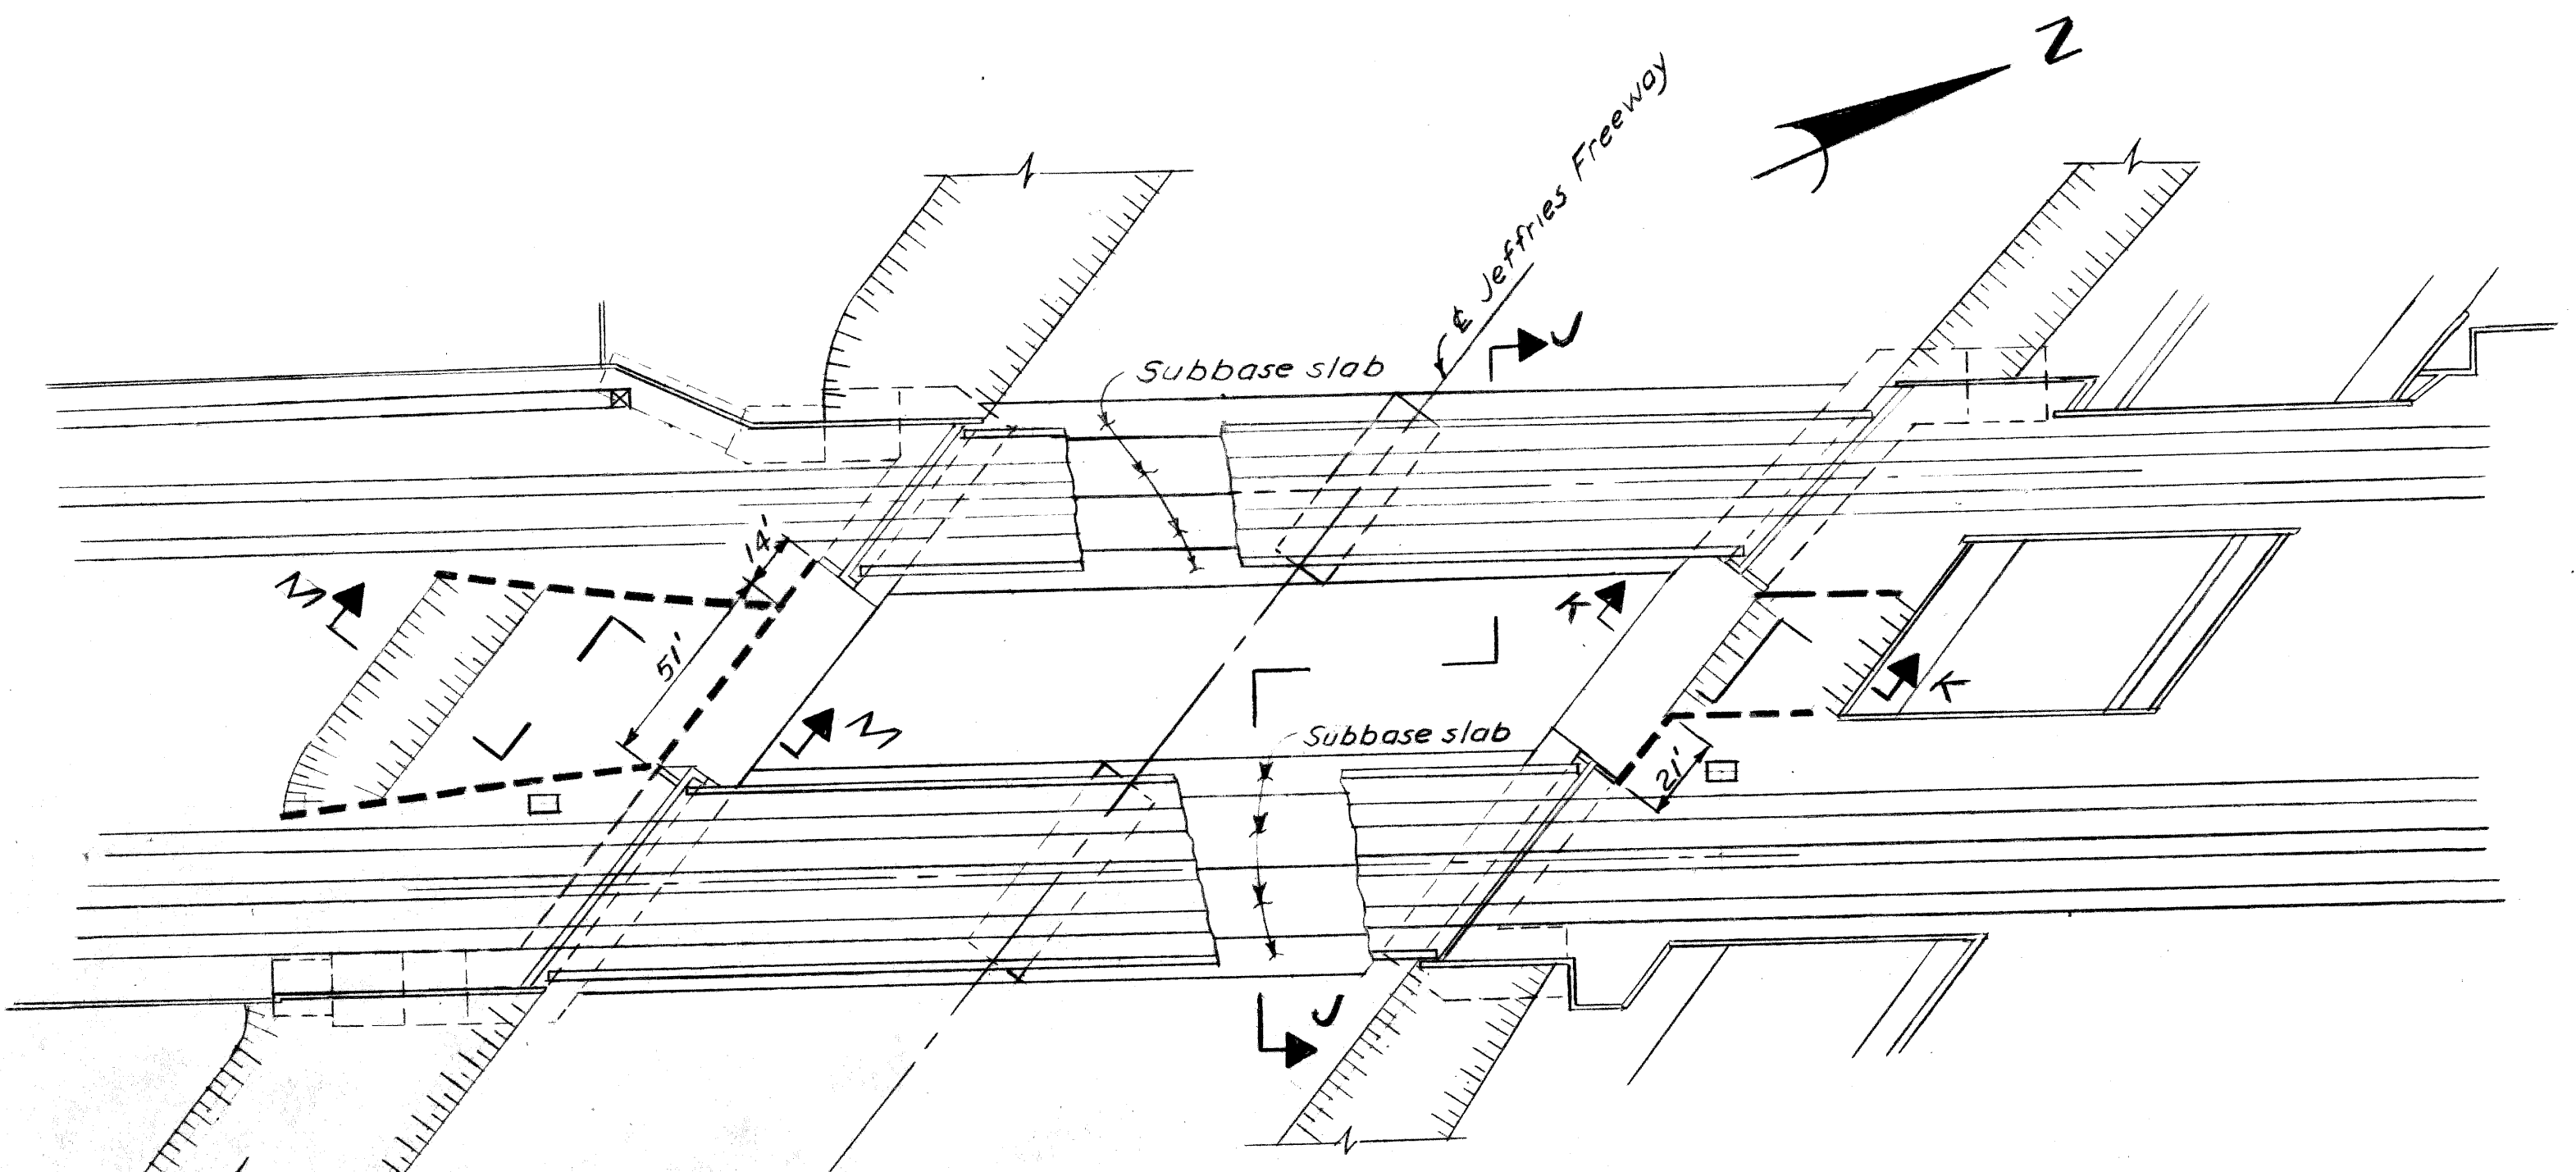 N
℄ Jeffries Freeway
J
Subbase slab
14'
M
51'
K
K
M
Subbase slab
21'
J